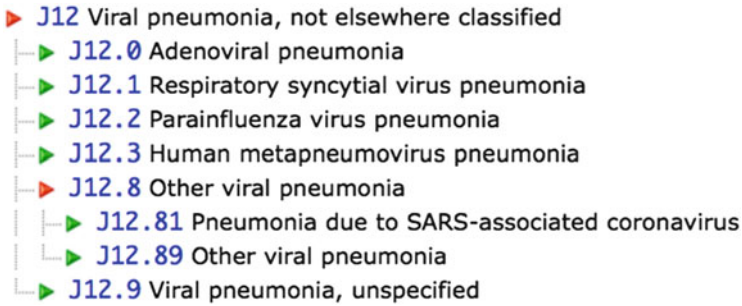 J12 Viral pneumonia, not elsewhere classified
J12.0 Adenoviral pneumonia
J12.1 Respiratory syncytial virus pneumonia
J12.2 Parainfluenza virus pneumonia
J12.3 Human metapneumovirus pneumonia
J12.8 Other viral pneumonia
J12.81 Pneumonia due to SARS-associated coronavirus
J12.89 Other viral pneumonia
J12.9 Viral pneumonia, unspecified